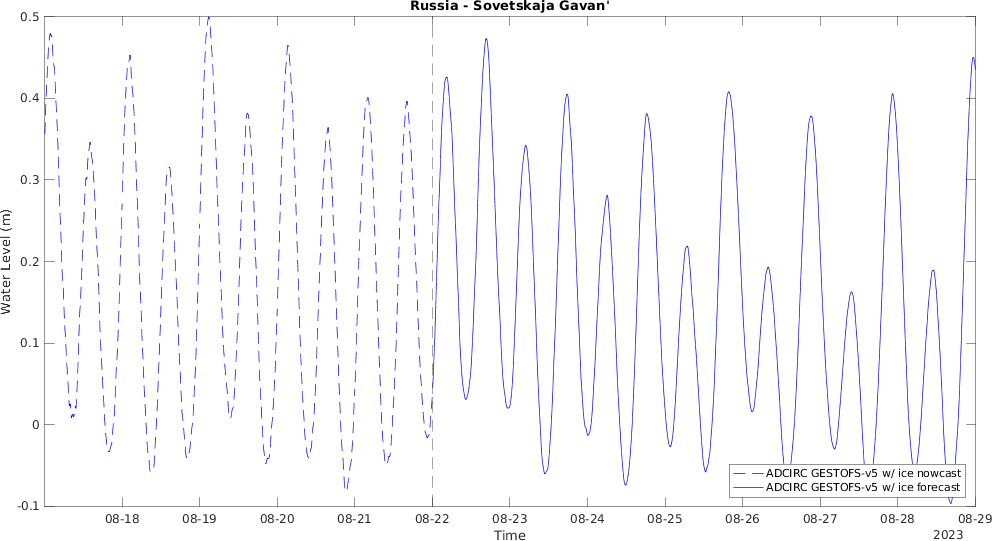 Russia - Sovetskaja Gavan'
Water Level (m)
0.5
0.4
0.3
0.2
0.1
0
-0.1
08-18 08-19 08-20 08-21 08-22 08-23 08-24 08-25 08-26 08-27 08-28 08-29
Time
2023
ADCIRC GESTOFS-v5 w/ ice nowcast
ADCIRC GESTOFS-v5 w/ ice forecast